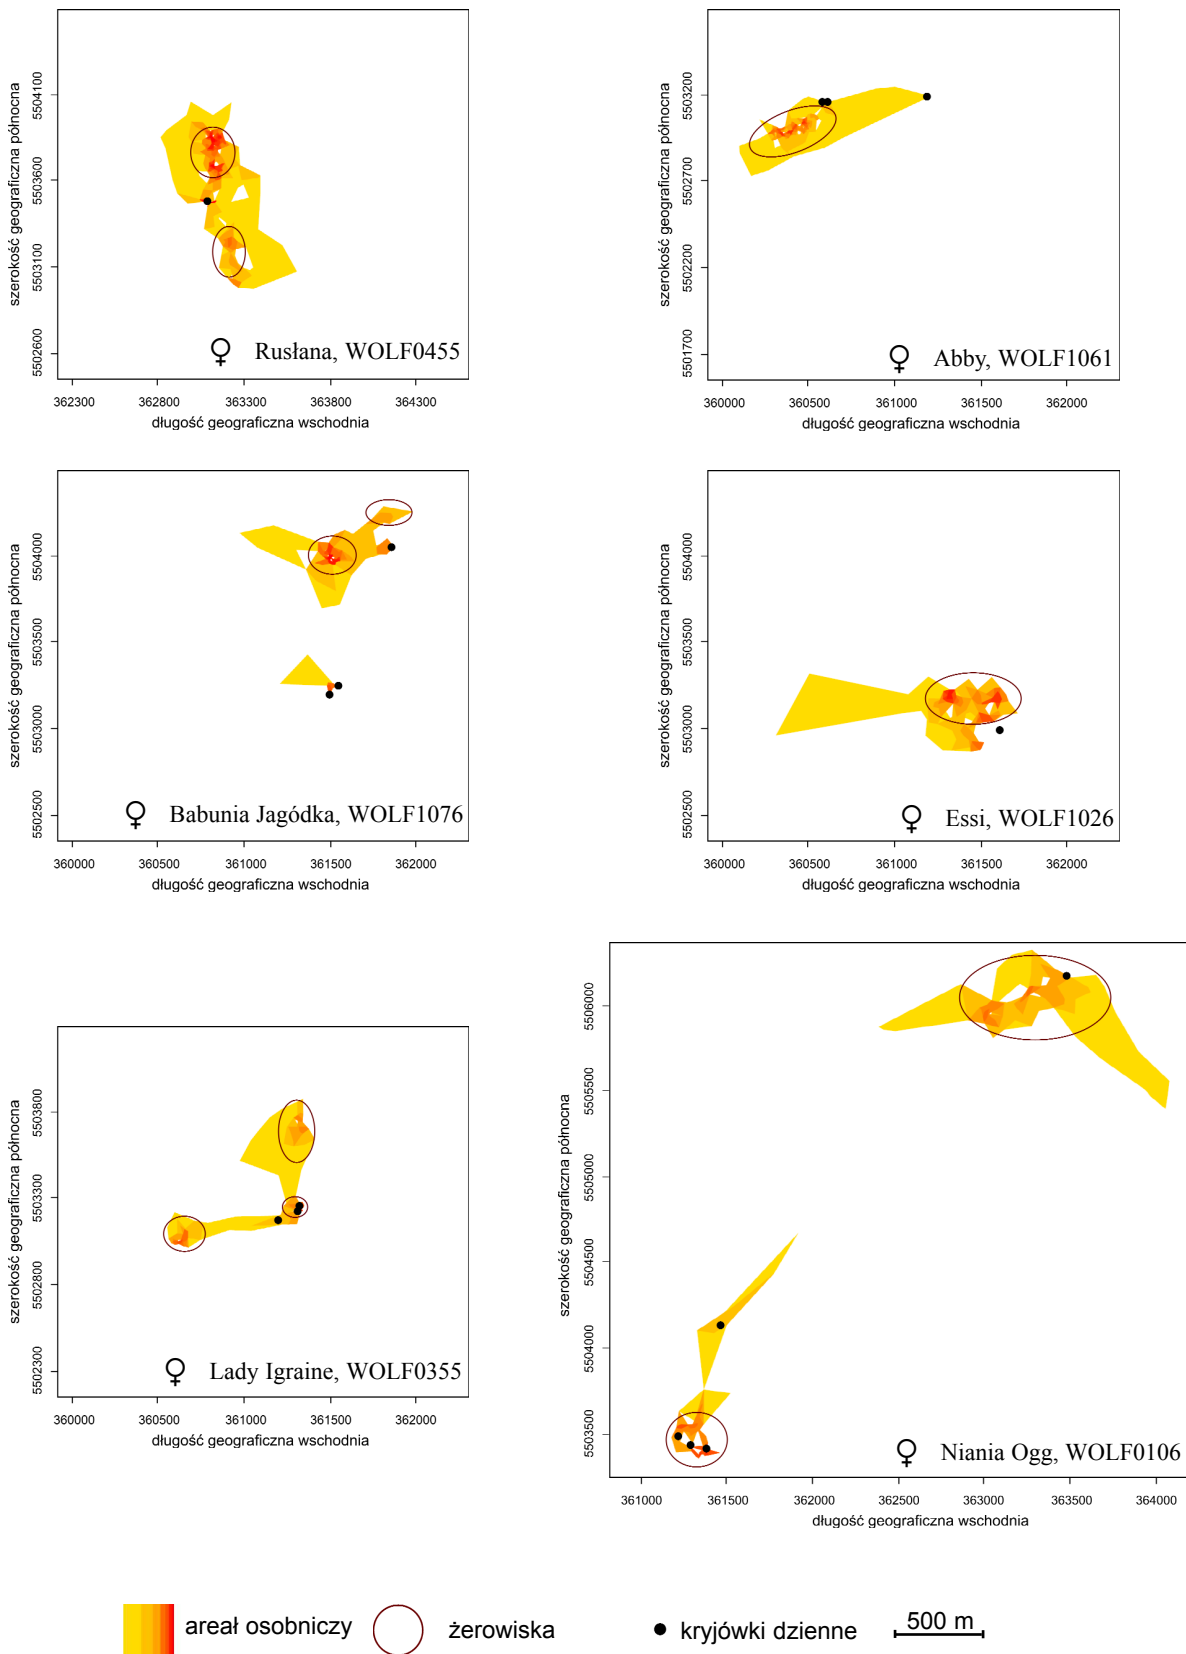 szerokość geograficzna północna
5504100
5503600
5503100
5502600
♀ Rusłana, WOLF0455
362300 362800 363300 363800 364300
długość geograficzna wschodnia
szerokość geograficzna północna
5503200
5502700
5502200
5501700
♀ Abby, WOLF1061
360000 360500 361000 361500 362000
długość geograficzna wschodnia
szerokość geograficzna północna
5504000
5503500
5503000
5502500
♀ Babunia Jagódka, WOLF1076
360000 360500 361000 361500 362000
długość geograficzna wschodnia
szerokość geograficzna północna
5504000
5503500
5503000
5502500
♀ Essi, WOLF1026
360000 360500 361000 361500 362000
długość geograficzna wschodnia
szerokość geograficzna północna
5503800
5503300
5502800
5502300
♀ Lady Igraine, WOLF0355
360000 360500 361000 361500 362000
długość geograficzna wschodnia
szerokość geograficzna północna
5506000
5505500
5505000
5504500
5504000
5503500
♀ Niania Ogg, WOLF0106
361000 361500 362000 362500 363000 363500 364000
długość geograficzna wschodnia
areał osobniczy żerowiska kryjówki dzienne 500 m